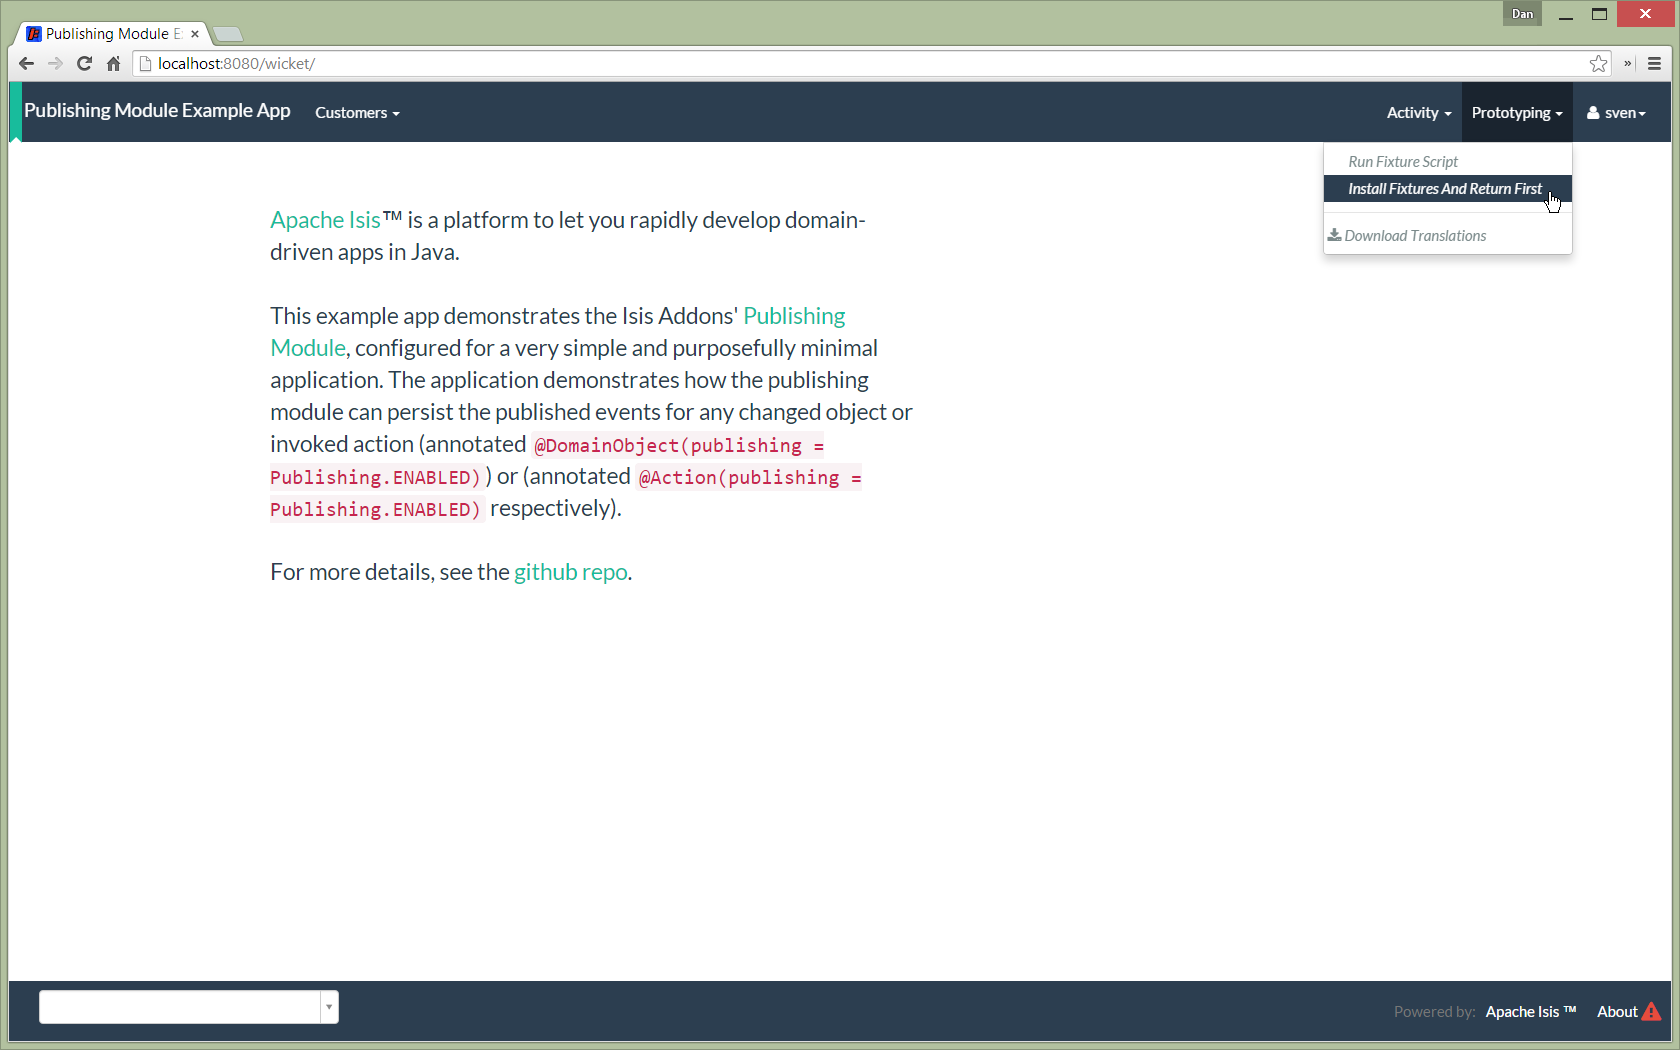 Dan
Publishing Module E
localhost:8080/wicket/
»
Publishing Module Example App
Customers
Activity
Prototyping
sven
Run Fixture Script
Install Fixtures And Return First
Download Translations
Apache Isis™ is a platform to let you rapidly develop domain-
driven apps in Java.
This example app demonstrates the Isis Addons' Publishing
Module, configured for a very simple and purposefully minimal
application. The application demonstrates how the publishing
module can persist the published events for any changed object or
invoked action (annotated @DomainObject(publishing =
Publishing.ENABLED)) or (annotated @Action(publishing =
Publishing.ENABLED) respectively).
For more details, see the github repo.
Powered by: Apache Isis ™ About